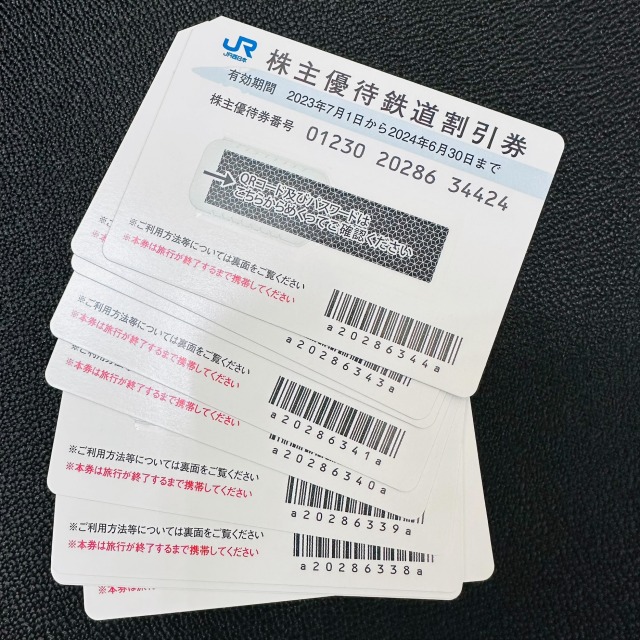 JR
JR西日本
株主優待鉄道割引券
有効期間 2023年7月1日から2024年6月30日まで
株主優待券番号 01230 20286 34424
QRコード及びパスワードは
こちらからめくってご確認ください
※ご利用方法等については裏面をご覧ください
※本券は旅行が終了するまで携帯してください
a20286344a
a20286343a
※ご利用方法等については裏面をご覧ください
※本券は旅行が終了するまで携帯してください
a20286341a
※ご利用方法等については裏面をご覧ください
※本券は旅行が終了するまで携帯してください
a20286340a
※ご利用方法等については裏面をご覧ください
※本券は旅行が終了するまで携帯してください
a20286339a
※ご利用方法等については裏面をご覧ください
※本券は旅行が終了するまで携帯してください
a20286338a